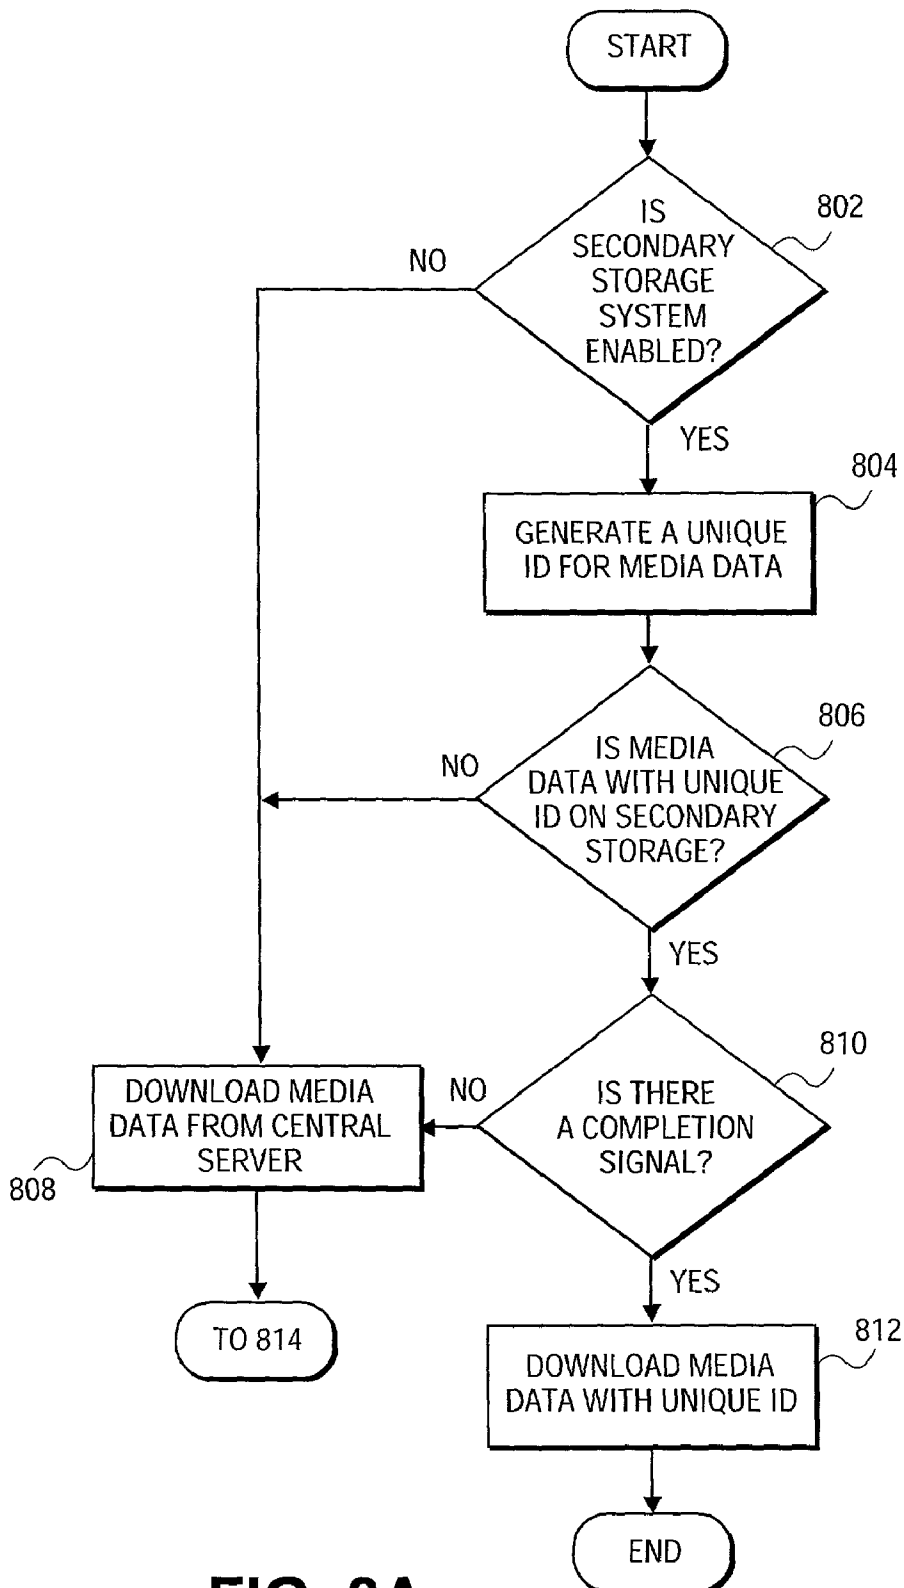 START
IS
SECONDARY
STORAGE
SYSTEM
ENABLED?
802
NO
YES
804
GENERATE A UNIQUE
ID FOR MEDIA DATA
806
IS MEDIA
DATA WITH UNIQUE
ID ON SECONDARY
STORAGE?
NO
YES
810
IS THERE
A COMPLETION
SIGNAL?
NO
DOWNLOAD MEDIA
DATA FROM CENTRAL
SERVER
808
YES
TO 814
812
DOWNLOAD MEDIA
DATA WITH UNIQUE ID
END